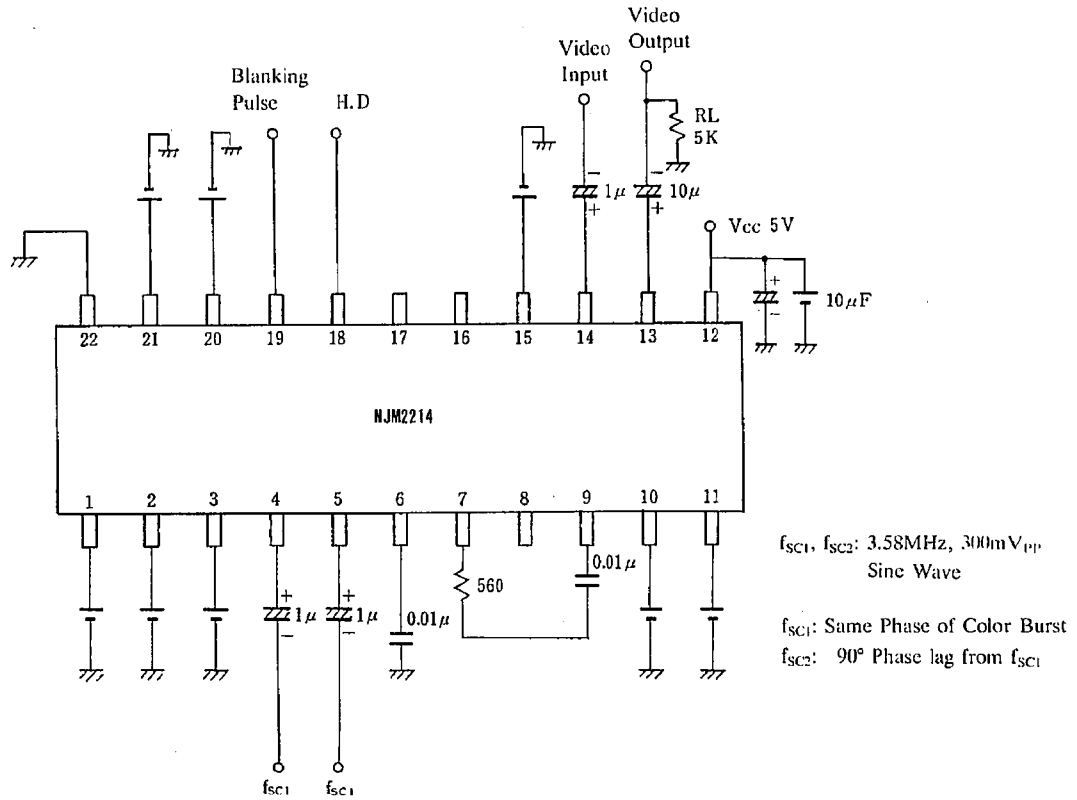 Video
Output
Video
Input
Blanking
Pulse
H.D
RL
5K
1μ
10μ
Vcc 5V
10μF
+
−
22
21
20
19
18
17
16
15
14
13
12
NJM2214
1
2
3
4
5
6
7
8
9
10
11
560
0.01μ
1μ
1μ
0.01μ
fSC1, fSC2: 3.58MHz, 300mVPP
Sine Wave
fSC1: Same Phase of Color Burst
fSC2: 90° Phase lag from fSC1
fSC1
fSC1